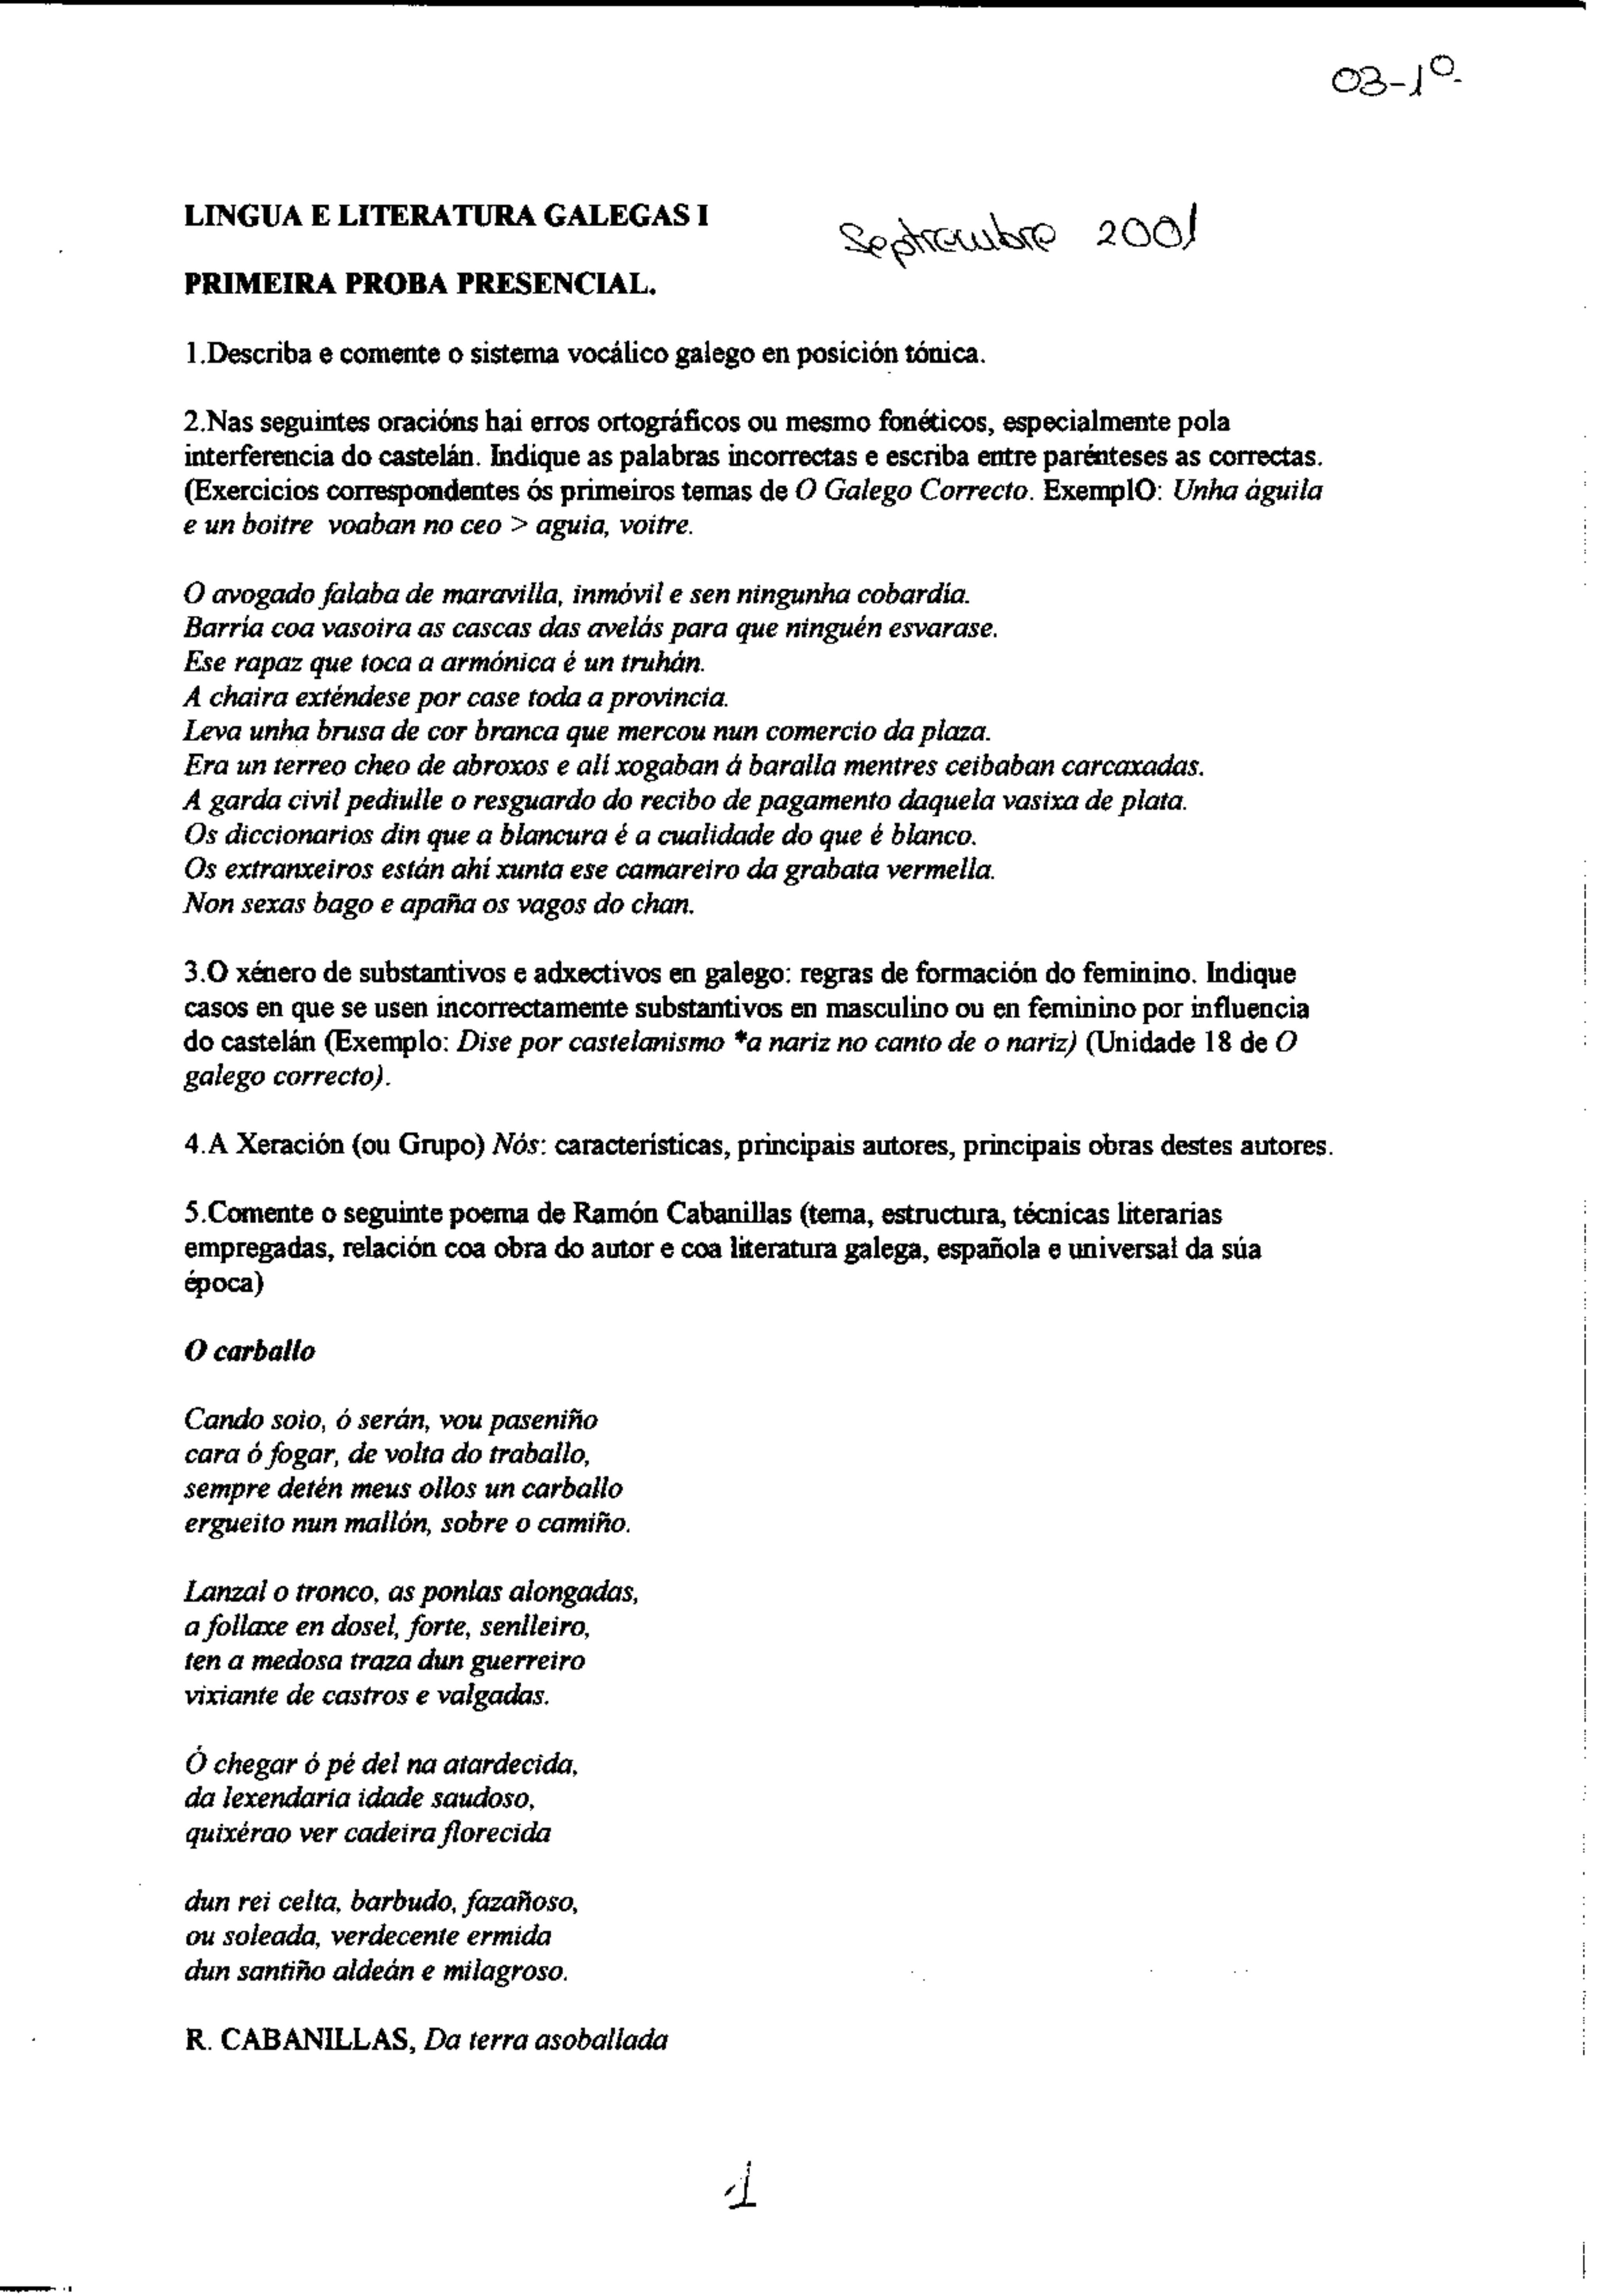 03-1º
LINGUA E LITERATURA GALEGAS I
Septiembre 2001
PRIMEIRA PROBA PRESENCIAL.
1.Describa e comente o sistema vocálico galego en posición tónica.
2.Nas seguintes oracións hai erros ortográficos ou mesmo fonéticos, especialmente pola
interferencia do castelán. Indique as palabras incorrectas e escriba entre parénteses as correctas.
(Exercicios correspondentes ós primeiros temas de O Galego Correcto. ExemplO: Unha águila
e un boitre voaban no ceo > aguia, voitre.
O avogado falaba de maravilla, inmóvil e sen ningunha cobardía.
Barría coa vasoira as cascas das avelás para que ninguén esvarase.
Ese rapaz que toca a armónica é un truhán.
A chaira exténdese por case toda a provincia.
Leva unha brusa de cor branca que mercou nun comercio da plaza.
Era un terreo cheo de abroxos e alí xogaban á baralla mentres ceibaban carcaxadas.
A garda civil pediulle o resguardo do recibo de pagamento daquela vasixa de plata.
Os diccionarios din que a blancura é a cualidade do que é blanco.
Os extranxeiros están ahí xunta ese camareiro da grabata vermella.
Non sexas bago e apaña os vagos do chan.
3.O xénero de substantivos e adxectivos en galego: regras de formación do feminino. Indique
casos en que se usen incorrectamente substantivos en masculino ou en feminino por influencia
do castelán (Exemplo: Dise por castelanismo *a nariz no canto de o nariz) (Unidade 18 de O
galego correcto).
4.A Xeración (ou Grupo) Nós: características, principais autores, principais obras destes autores.
5.Comente o seguinte poema de Ramón Cabanillas (tema, estructura, técnicas literarias
empregadas, relación coa obra do autor e coa literatura galega, española e universal da súa
época)
O carballo
Cando soio, ó serán, vou paseniño
cara ó fogar, de volta do traballo,
sempre detén meus ollos un carballo
ergueito nun mallón, sobre o camiño.
Lanzal o tronco, as ponlas alongadas,
a follaxe en dosel, forte, senlleiro,
ten a medosa traza dun guerreiro
vixiante de castros e valgadas.
Ó chegar ó pé del na atardecida,
da lexendaria idade saudoso,
quixérao ver cadeira florecida
dun rei celta, barbudo, fazañoso,
ou soleada, verdecente ermida
dun santiño aldeán e milagroso.
R. CABANILLAS, Da terra asoballada
1